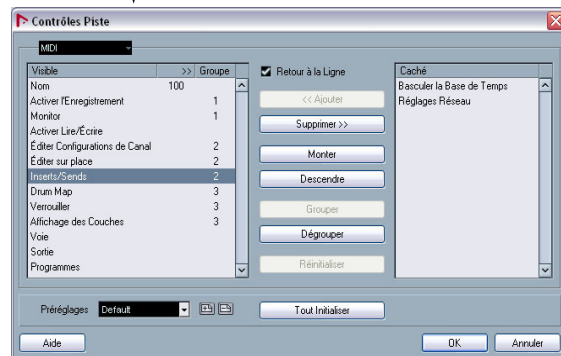 Contrôles Piste
MIDI
Visible >> Groupe
Nom 100
Activer l'Enregistrement 1
Monitor 1
Activer Lire/Écrire
Éditer Configurations de Canal 2
Éditer sur place 2
Inserts/Sends 2
Drum Map 3
Verrouiller 3
Affichage des Couches 3
Voie
Sortie
Programmes
Retour à la Ligne
<< Ajouter
Supprimer >>
Monter
Descendre
Grouper
Dégrouper
Réinitialiser
Caché
Basculer la Base de Temps
Réglages Réseau
Préréglages Default
Tout Initialiser
Aide
OK Annuler